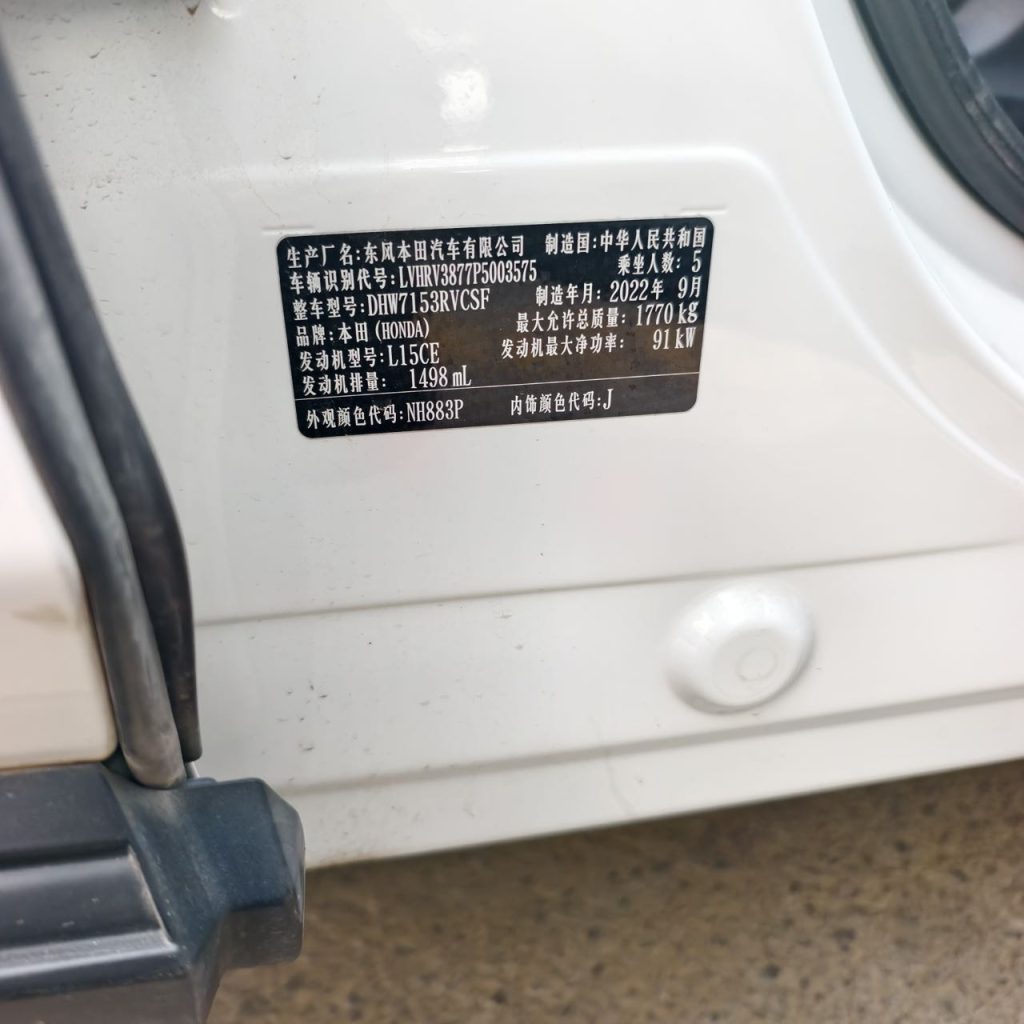 生产厂名:东风本田汽车有限公司 制造国:中华人民共和国
车辆识别代号:LVHRV3877P5003575 乘坐人数: 5
整车型号:DHW7153RVCSF 制造年月:2022年 9月
品牌:本田(HONDA) 最大允许总质量: 1770 kg
发动机型号:L15CE 发动机最大净功率: 91 kW
发动机排量: 1498 mL
外观颜色代码:NH883P 内饰颜色代码:J